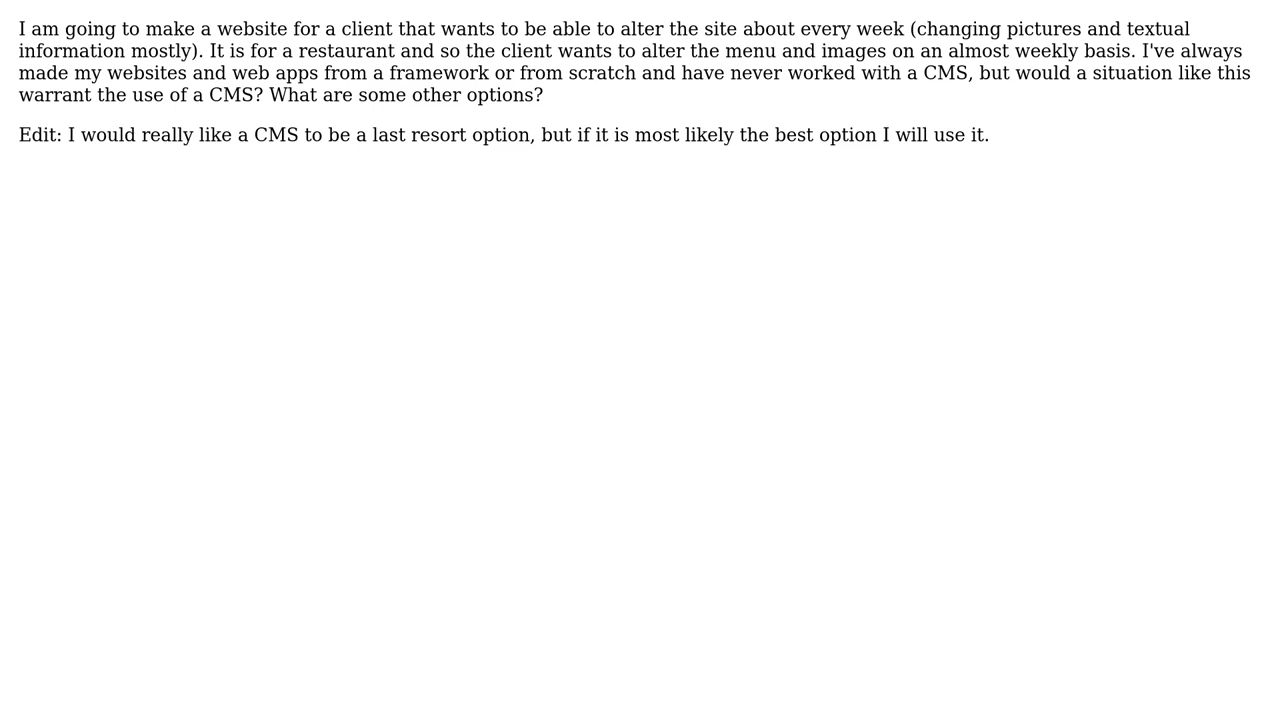 I am going to make a website for a client that wants to be able to alter the site about every week (changing pictures and textual
information mostly). It is for a restaurant and so the client wants to alter the menu and images on an almost weekly basis. I've always
made my websites and web apps from a framework or from scratch and have never worked with a CMS, but would a situation like this
warrant the use of a CMS? What are some other options?
Edit: I would really like a CMS to be a last resort option, but if it is most likely the best option I will use it.